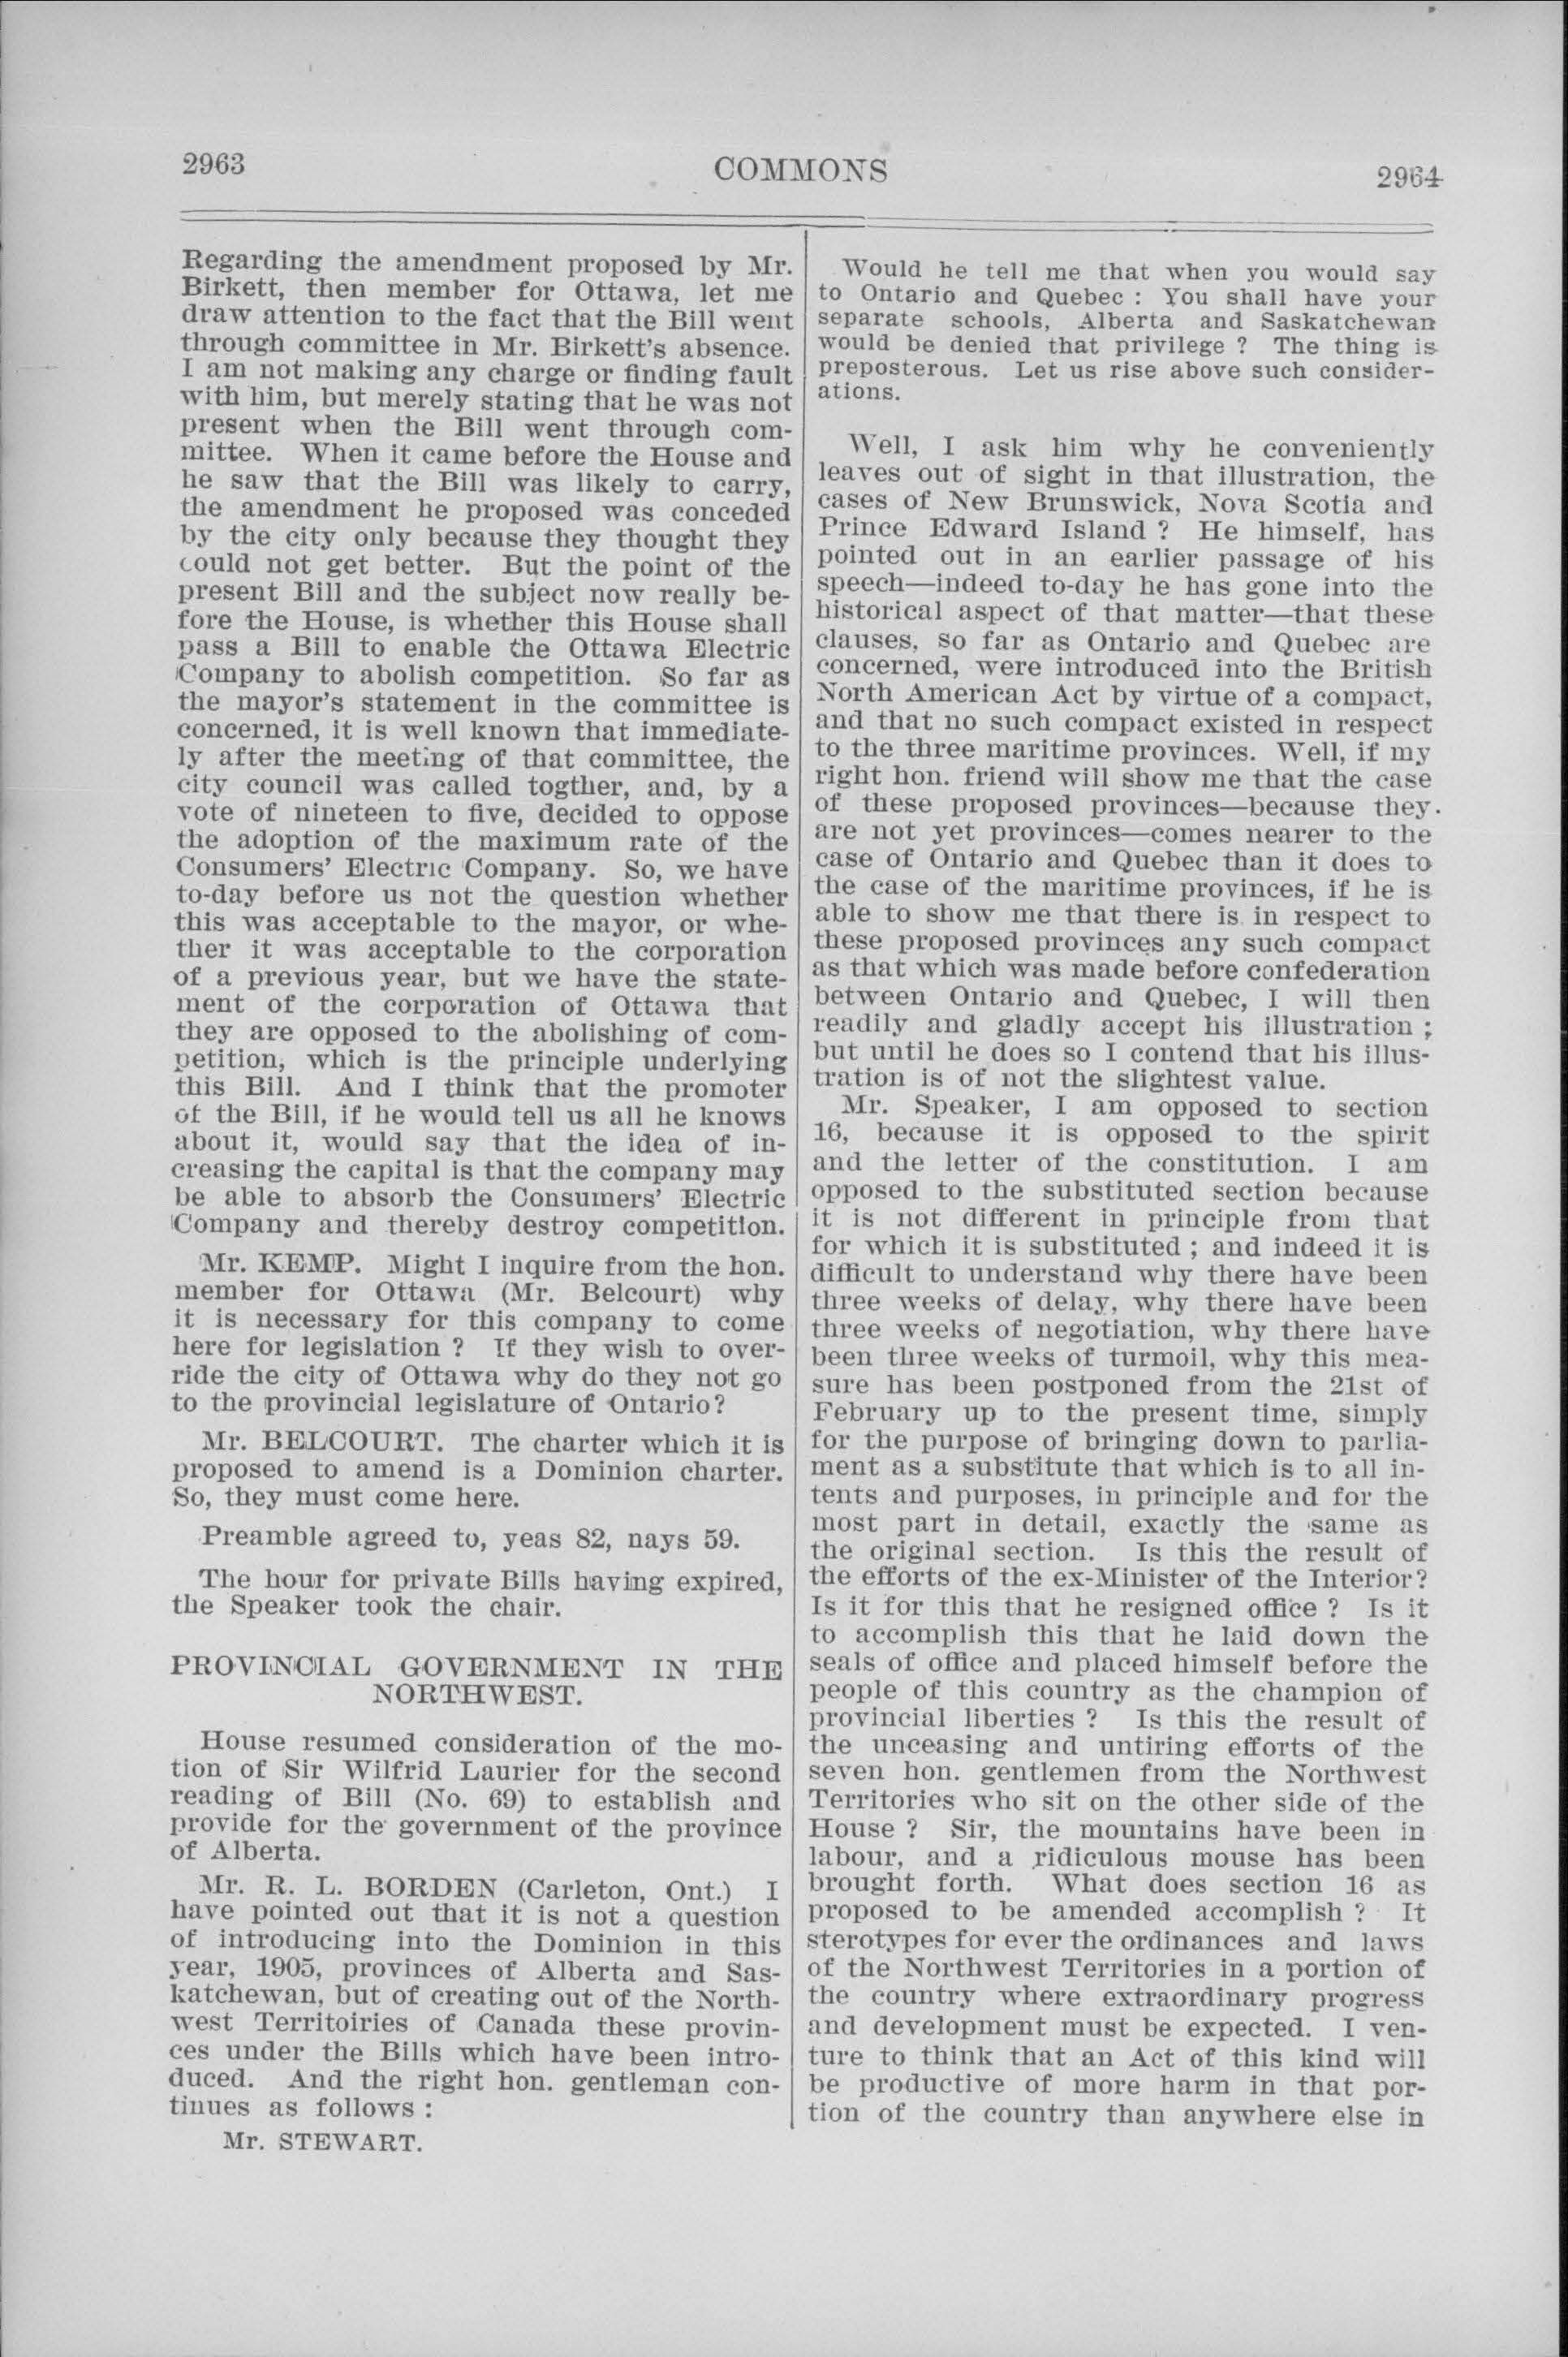 2963
COMMONS
2964
Regarding the amendment proposed by Mr.
Birkett, then member for Ottawa, let me
draw attention to the fact that the Bill went
through committee in Mr. Birkett's absence.
I am not making any charge or finding fault
with him, but merely stating that he was not
present when the Bill went through com-
mittee. When it came before the House and
he saw that the Bill was likely to carry,
the amendment he proposed was conceded
by the city only because they thought they
could not get better. But the point of the
present Bill and the subject now really be-
fore the House, is whether this House shall
pass a Bill to enable the Ottawa Electric
Company to abolish competition. So far as
the mayor's statement in the committee is
concerned, it is well known that immediate-
ly after the meeting of that committee, the
city council was called togther, and, by a
vote of nineteen to five, decided to oppose
the adoption of the maximum rate of the
Consumers' Electric Company. So, we have
to-day before us not the question whether
this was acceptable to the mayor, or whe-
ther it was acceptable to the corporation
of a previous year, but we have the state-
ment of the corporation of Ottawa that
they are opposed to the abolishing of com-
petition, which is the principle underlying
this Bill. And I think that the promoter
of the Bill, if he would tell us all he knows
about it, would say that the idea of in-
creasing the capital is that the company may
be able to absorb the Consumers' Electric
Company and thereby destroy competition.
Mr. KEMP. Might I inquire from the hon.
member for Ottawa (Mr. Belcourt) why
it is necessary for this company to come
here for legislation ? If they wish to over-
ride the city of Ottawa why do they not go
to the provincial legislature of Ontario?
Mr. BELCOURT. The charter which it is
proposed to amend is a Dominion charter.
So, they must come here.
Preamble agreed to, yeas 82, nays 59.
The hour for private Bills having expired,
the Speaker took the chair.
PROVINCIAL GOVERNMENT IN THE
NORTHWEST.
House resumed consideration of the mo-
tion of Sir Wilfrid Laurier for the second
reading of Bill (No. 69) to establish and
provide for the government of the province
of Alberta.
Mr. R. L. BORDEN (Carleton, Ont.) I
have pointed out that it is not a question
of introducing into the Dominion in this
year, 1905, provinces of Alberta and Sas-
katchewan, but of creating out of the North-
west Territoiries of Canada these provin-
ces under the Bills which have been intro-
duced. And the right hon. gentleman con-
tinues as follows :
Mr. STEWART.
Would he tell me that when you would say
to Ontario and Quebec : You shall have your
separate schools, Alberta and Saskatchewan
would be denied that privilege ? The thing is
preposterous. Let us rise above such consider-
ations.
Well, I ask him why he conveniently
leaves out of sight in that illustration, the
cases of New Brunswick, Nova Scotia and
Prince Edward Island ? He himself, has
pointed out in an earlier passage of his
speech—indeed to-day he has gone into the
historical aspect of that matter—that these
clauses, so far as Ontario and Quebec are
concerned, were introduced into the British
North American Act by virtue of a compact,
and that no such compact existed in respect
to the three maritime provinces. Well, if my
right hon. friend will show me that the case
of these proposed provinces—because they
are not yet provinces—comes nearer to the
case of Ontario and Quebec than it does to
the case of the maritime provinces, if he is
able to show me that there is in respect to
these proposed provinces any such compact
as that which was made before confederation
between Ontario and Quebec, I will then
readily and gladly accept his illustration ;
but until he does so I contend that his illus-
tration is of not the slightest value.
Mr. Speaker, I am opposed to section
16, because it is opposed to the spirit
and the letter of the constitution. I am
opposed to the substituted section because
it is not different in principle from that
for which it is substituted ; and indeed it is
difficult to understand why there have been
three weeks of delay, why there have been
three weeks of negotiation, why there have
been three weeks of turmoil, why this mea-
sure has been postponed from the 21st of
February up to the present time, simply
for the purpose of bringing down to parlia-
ment as a substitute that which is to all in-
tents and purposes, in principle and for the
most part in detail, exactly the same as
the original section. Is this the result of
the efforts of the ex-Minister of the Interior?
Is it for this that he resigned office ? Is it
to accomplish this that he laid down the
seals of office and placed himself before the
people of this country as the champion of
provincial liberties ? Is this the result of
the unceasing and untiring efforts of the
seven hon. gentlemen from the Northwest
Territories who sit on the other side of the
House ? Sir, the mountains have been in
labour, and a ridiculous mouse has been
brought forth. What does section 16 as
proposed to be amended accomplish ? It
sterotypes for ever the ordinances and laws
of the Northwest Territories in a portion of
the country where extraordinary progress
and development must be expected. I ven-
ture to think that an Act of this kind will
be productive of more harm in that por-
tion of the country than anywhere else in